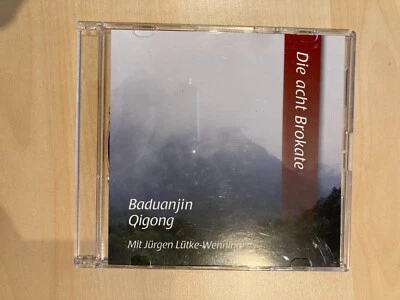 Die acht Brokate
Baduanjin
Qigong
Mit Jürgen Lütke-Wenning